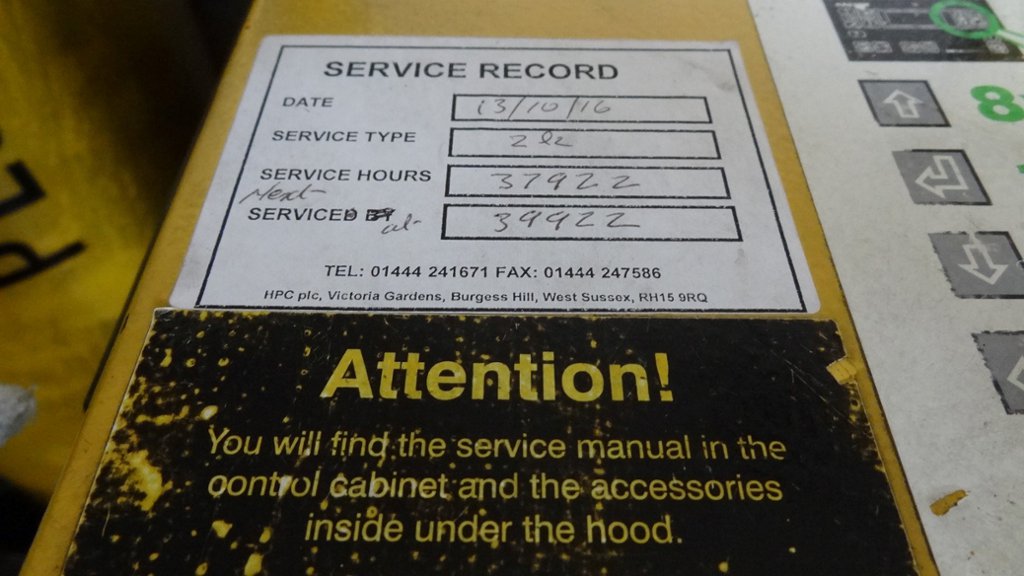 SERVICE RECORD
DATE 13/10/16
SERVICE TYPE
SERVICE HOURS 37922
Next
SERVICED BY at 39922
TEL: 01444 241671 FAX: 01444 247586
HPC plc, Victoria Gardens, Burgess Hill, West Sussex, RH15 9RQ
Attention!
You will find the service manual in the
control cabinet and the accessories
inside under the hood.
8